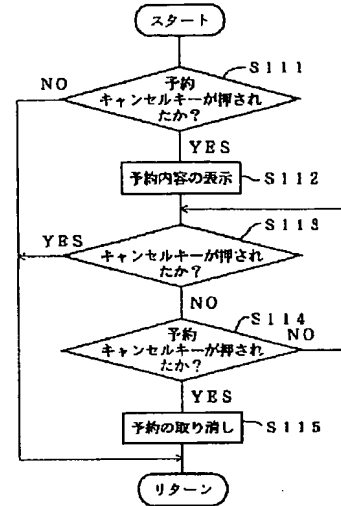 スタート
S111
予約
キャンセルキーが押され
たか?
NO
YES
予約内容の表示
S112
S113
キャンセルキーが押され
たか?
YES
NO
S114
予約
キャンセルキーが押され
たか?
NO
YES
予約の取り消し
S115
リターン